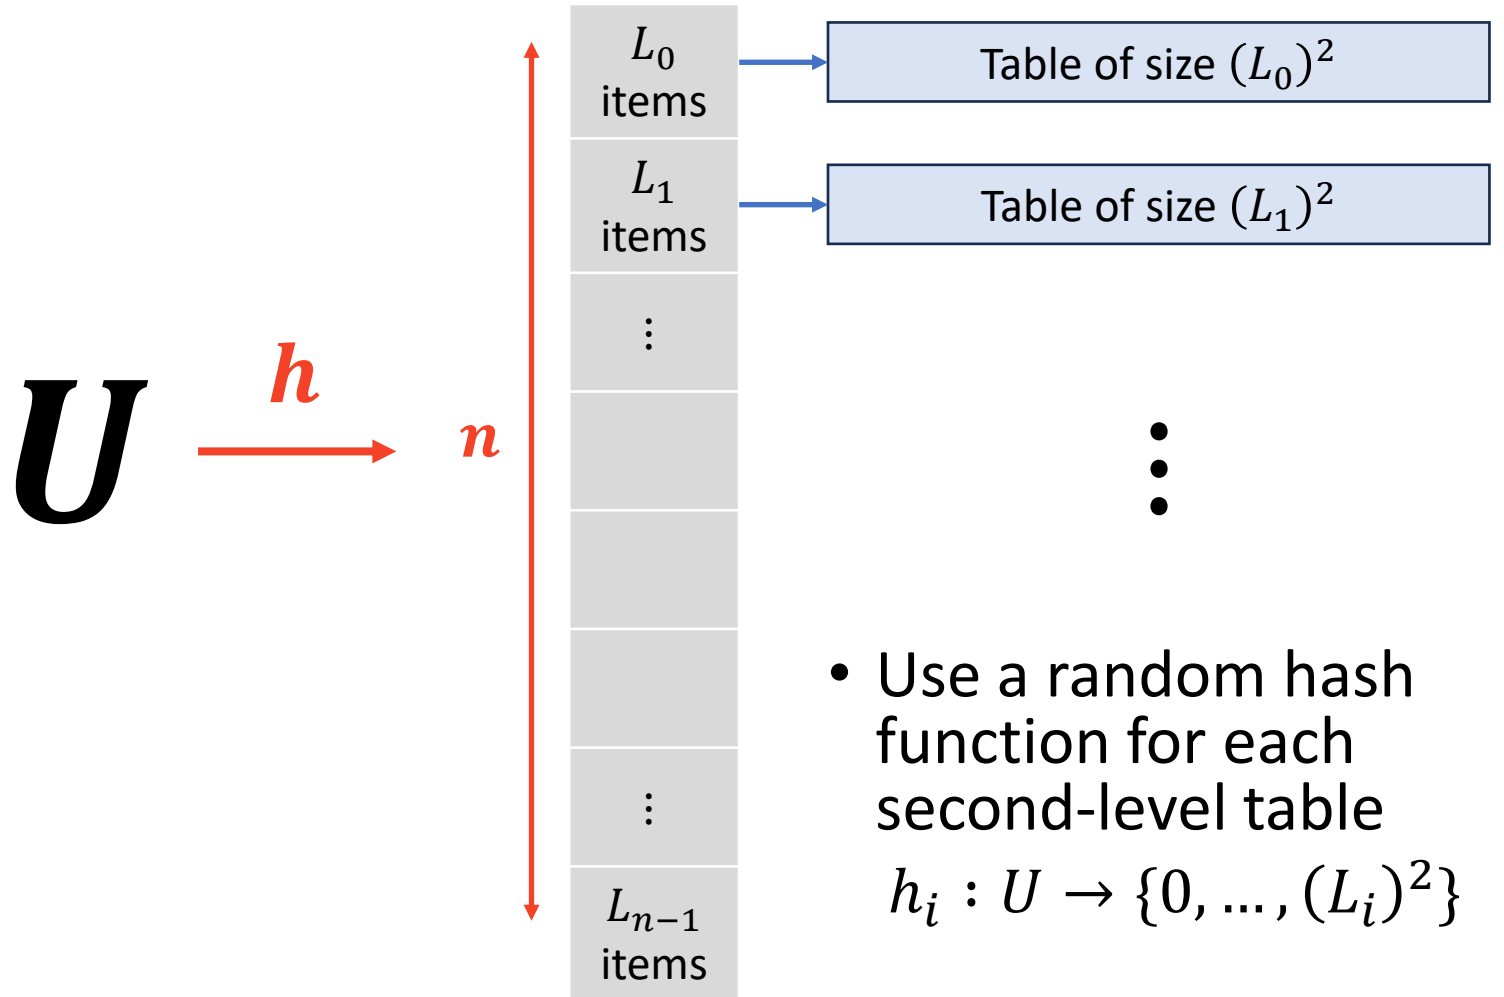 U
h
n
L₀
items
L₁
items
⋮
⋮
Lₙ₋₁
items
Table of size (L₀)²
Table of size (L₁)²
⋮
• Use a random hash
function for each
second-level table
hᵢ : U → {0, … , (Lᵢ)²}